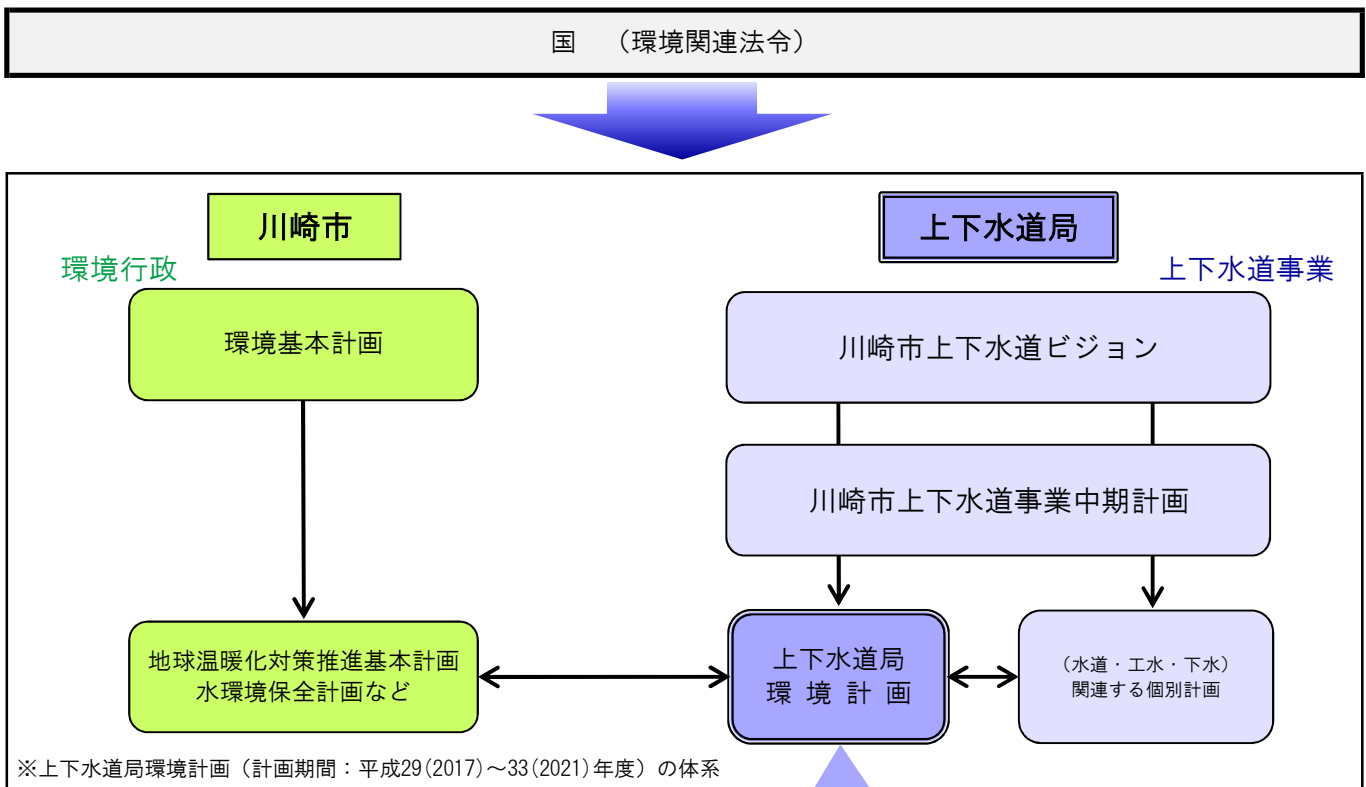 国 （環境関連法令）
川崎市
上下水道局
環境行政
上下水道事業
環境基本計画
川崎市上下水道ビジョン
川崎市上下水道事業中期計画
地球温暖化対策推進基本計画
水環境保全計画など
上下水道局
環 境 計 画
（水道・工水・下水）
関連する個別計画
※上下水道局環境計画（計画期間：平成29(2017)～33(2021)年度）の体系